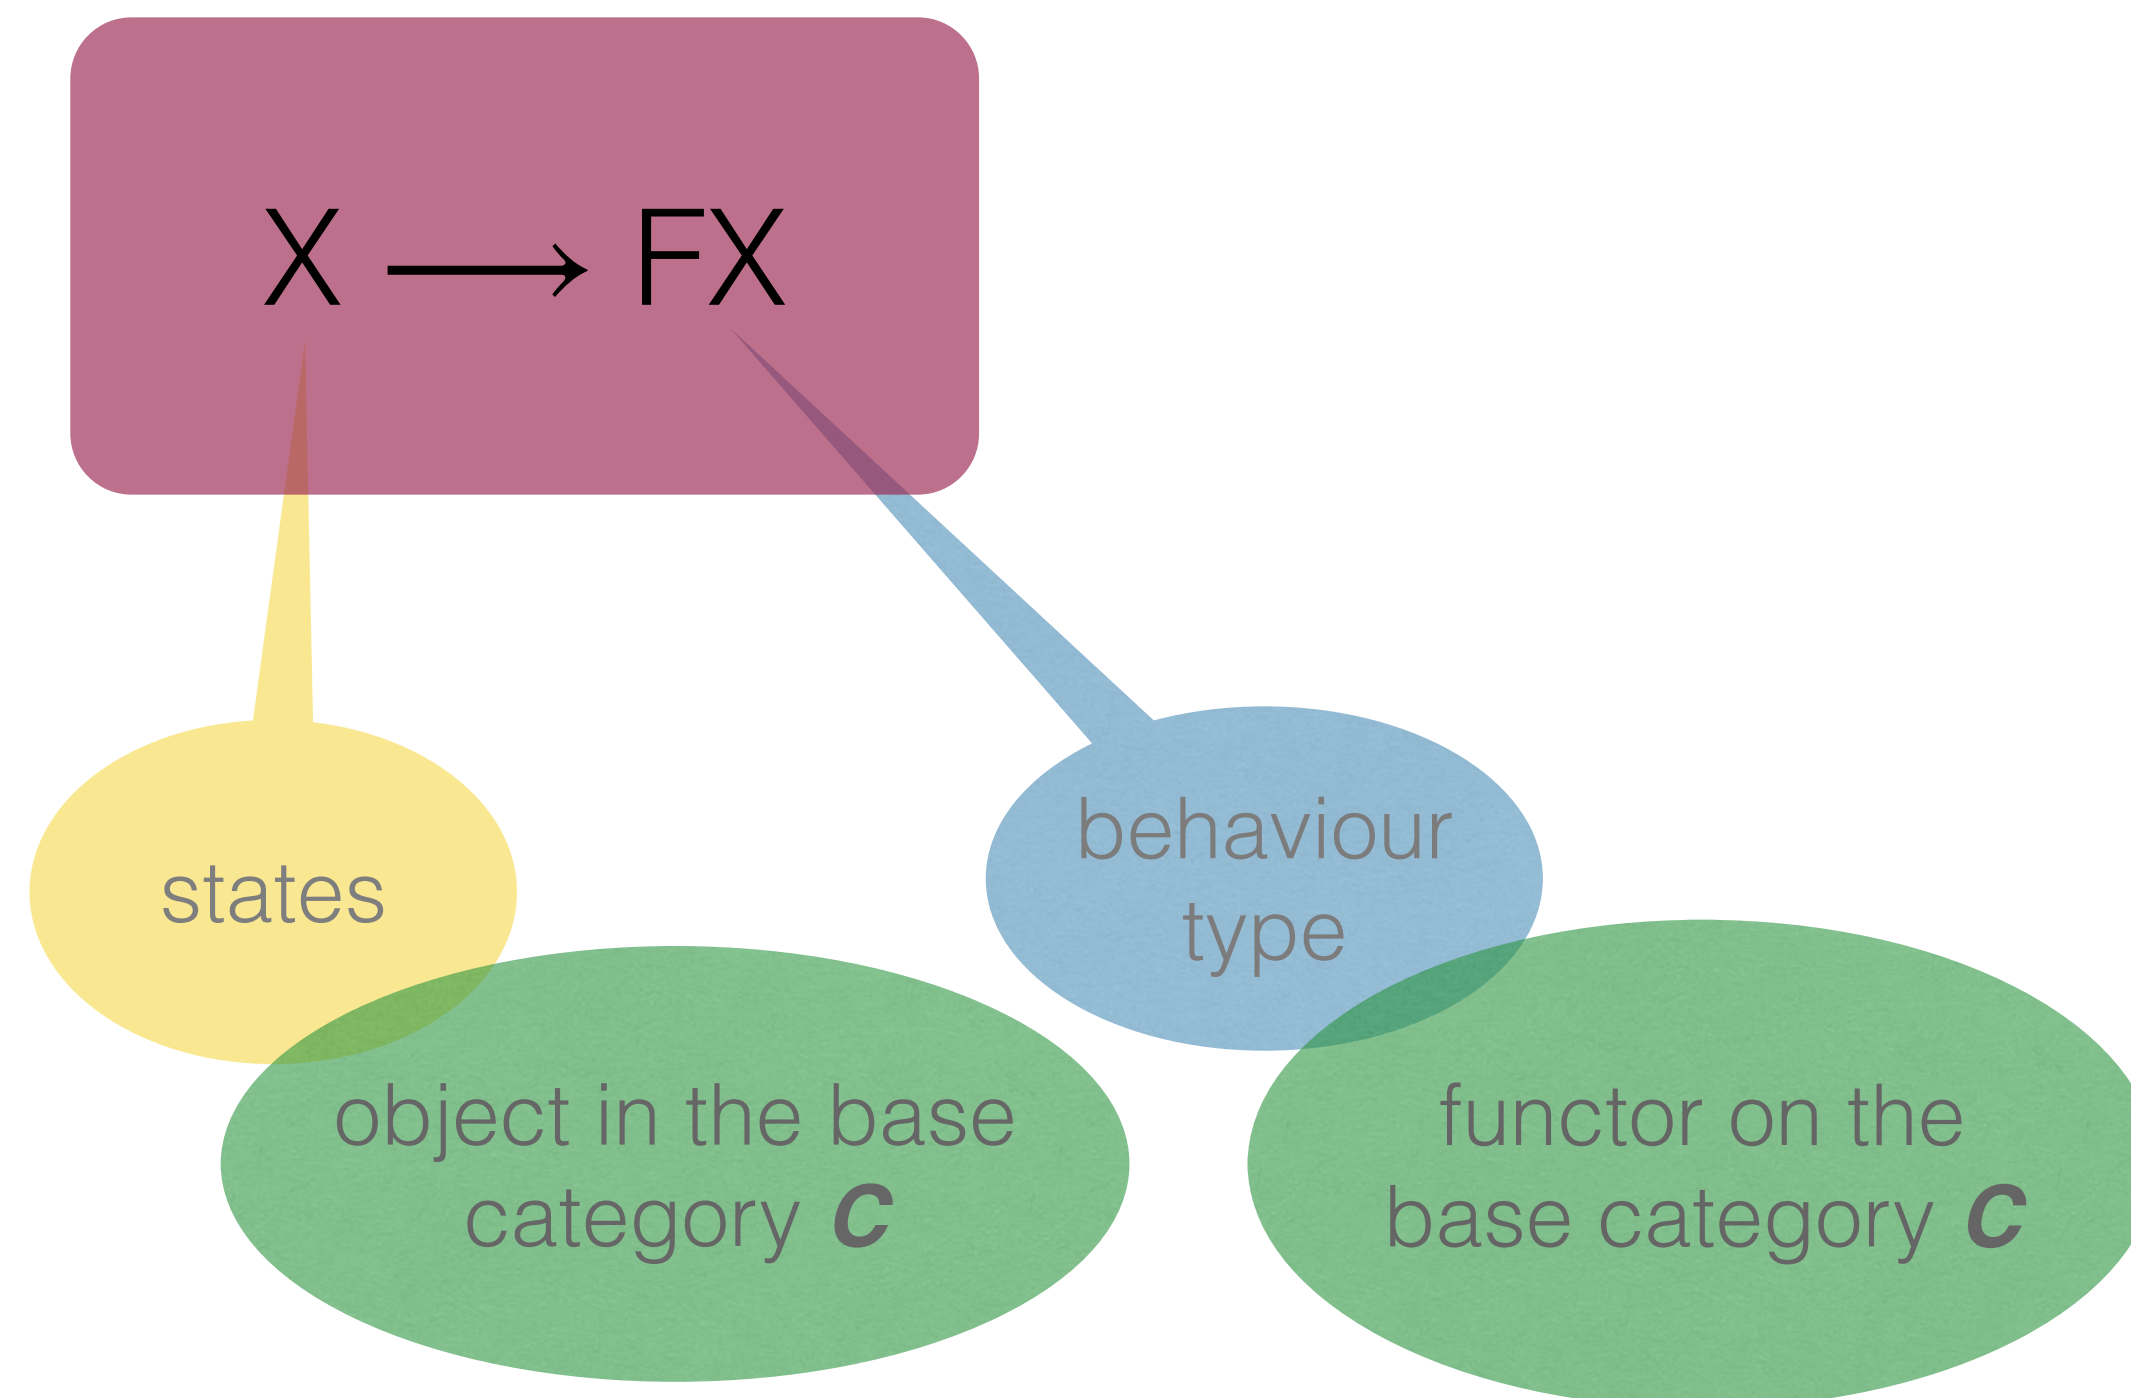 X ⟶ FX
states
behaviour
type
object in the base
category C
functor on the
base category C